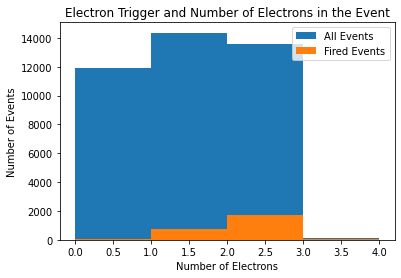 Electron Trigger and Number of Electrons in the Event
All Events
Fired Events
Number of Events
14000
12000
10000
8000
6000
4000
2000
0
0.0 0.5 1.0 1.5 2.0 2.5 3.0 3.5 4.0
Number of Electrons